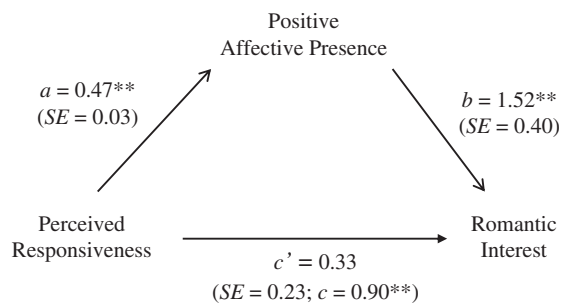 Positive
Affective Presence
a = 0.47**
(SE = 0.03)
b = 1.52**
(SE = 0.40)
Perceived
Responsiveness
Romantic
Interest
c’ = 0.33
(SE = 0.23; c = 0.90**)